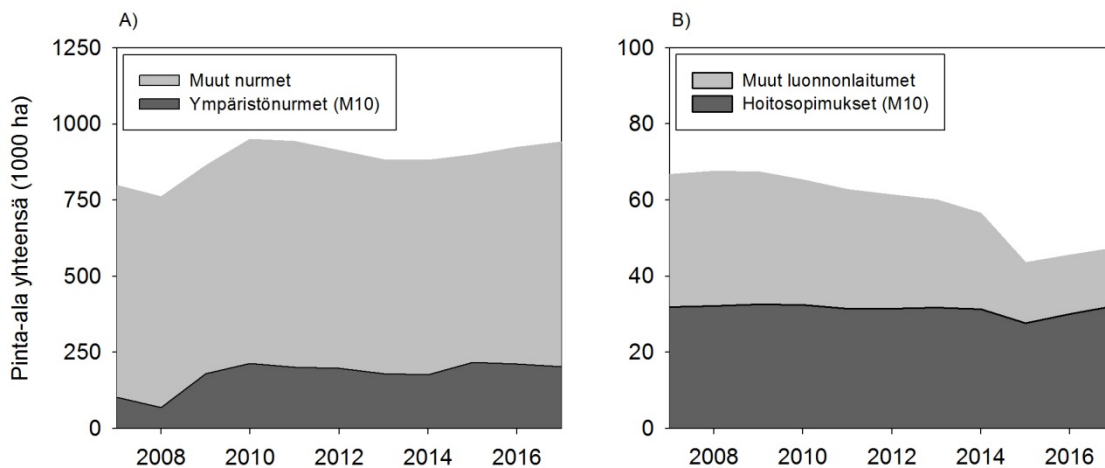 A)
Pinta-ala yhteensä (1000 ha)
1250
1000
750
500
250
0
Muut nurmet
Ympäristönurmet (M10)
2008 2010 2012 2014 2016
B)
100
80
60
40
20
0
Muut luonnonlaitumet
Hoitosopimukset (M10)
2008 2010 2012 2014 2016